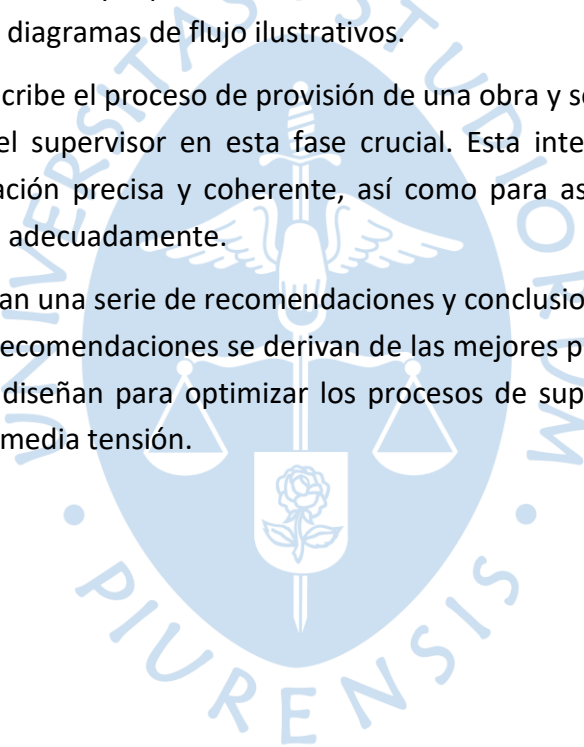 diagramas de flujo ilustrativos.
cribe el proceso de provisión de una obra y s
el supervisor en esta fase crucial. Esta inte
ación precisa y coherente, así como para as
adecuadamente.
an una serie de recomendaciones y conclusio
ecomendaciones se derivan de las mejores p
diseñan para optimizar los procesos de sup
media tensión.
UNIVERSITAS STUDIORUM
PIURENSIS